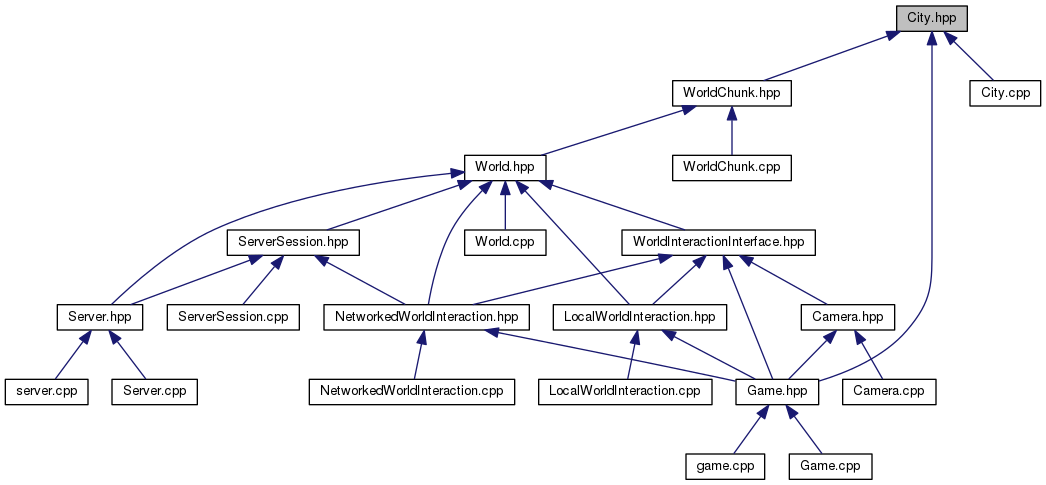 City.hpp
WorldChunk.hpp
City.cpp
World.hpp
WorldChunk.cpp
ServerSession.hpp
World.cpp
WorldInteractionInterface.hpp
Server.hpp
ServerSession.cpp
NetworkedWorldInteraction.hpp
LocalWorldInteraction.hpp
Camera.hpp
server.cpp
Server.cpp
NetworkedWorldInteraction.cpp
LocalWorldInteraction.cpp
Game.hpp
Camera.cpp
game.cpp
Game.cpp